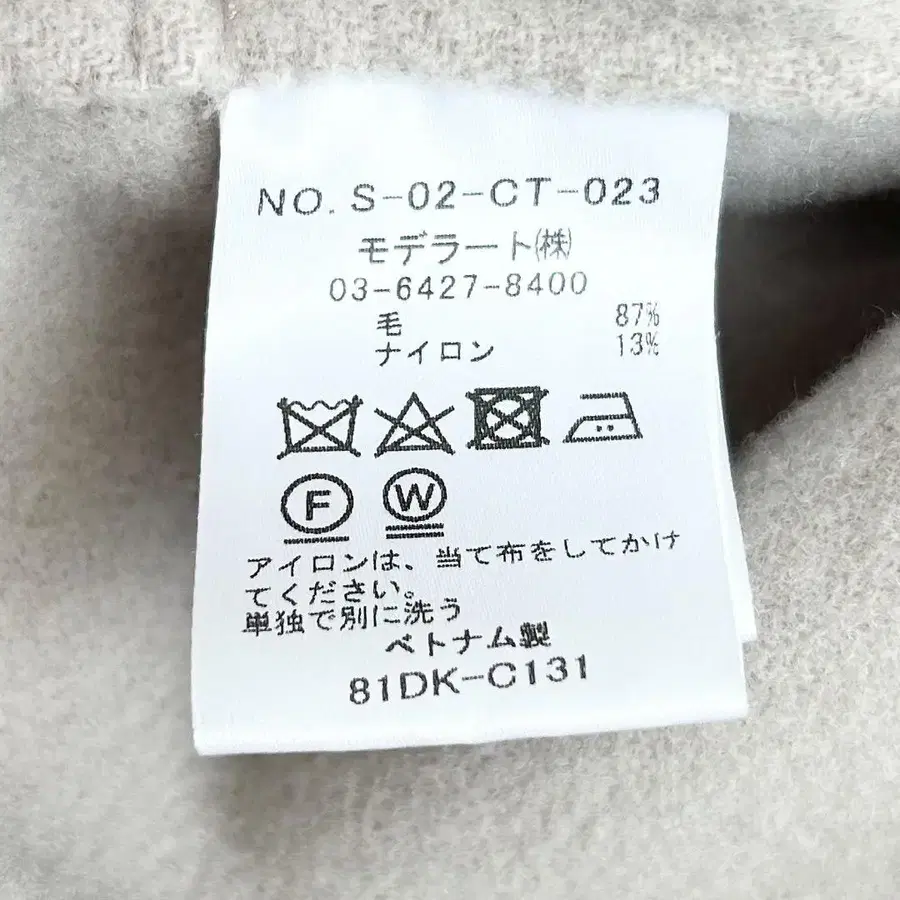 NO. S-02-CT-023
モデラート㈱
03-6427-8400
毛 87%
ナイロン 13%
F W
アイロンは、当て布をしてかけ
てください。
単独で別に洗う
ベトナム製
81DK-C131